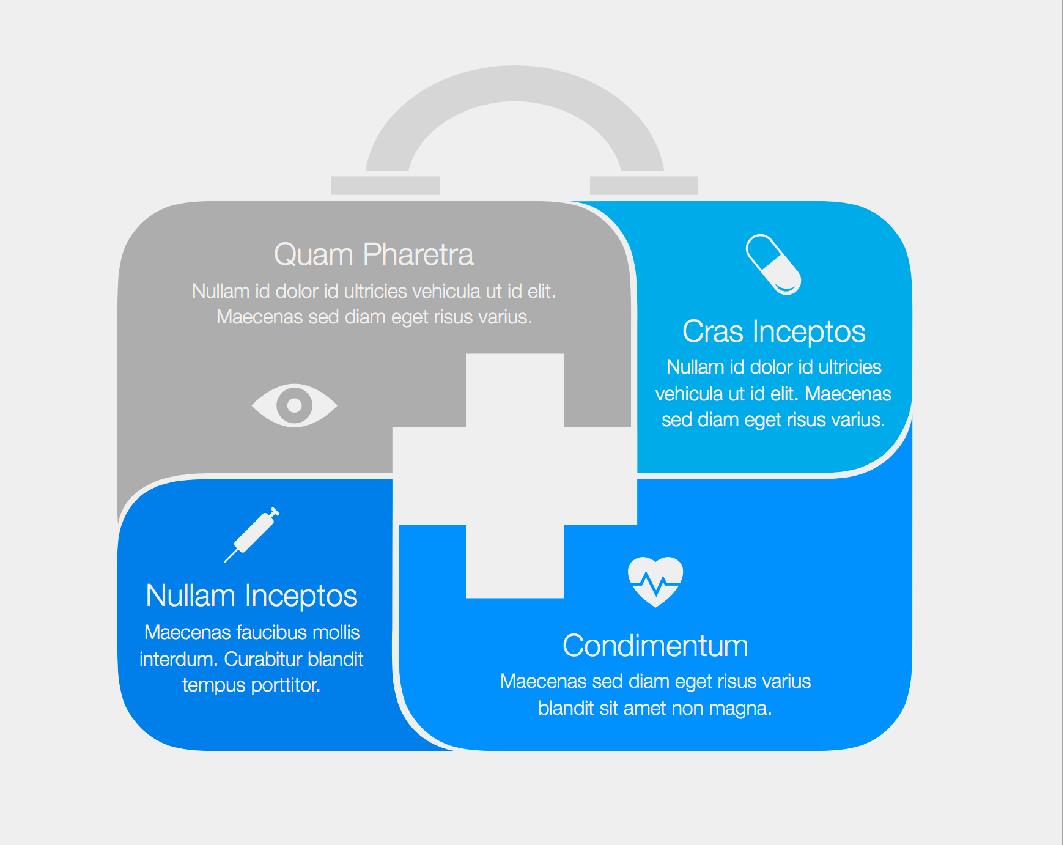 Quam Pharetra
Nullam id dolor id ultricies vehicula ut id elit.
Maecenas sed diam eget risus varius.
Cras Inceptos
Nullam id dolor id ultricies
vehicula ut id elit. Maecenas
sed diam eget risus varius.
Nullam Inceptos
Maecenas faucibus mollis
interdum. Curabitur blandit
tempus porttitor.
Condimentum
Maecenas sed diam eget risus varius
blandit sit amet non magna.